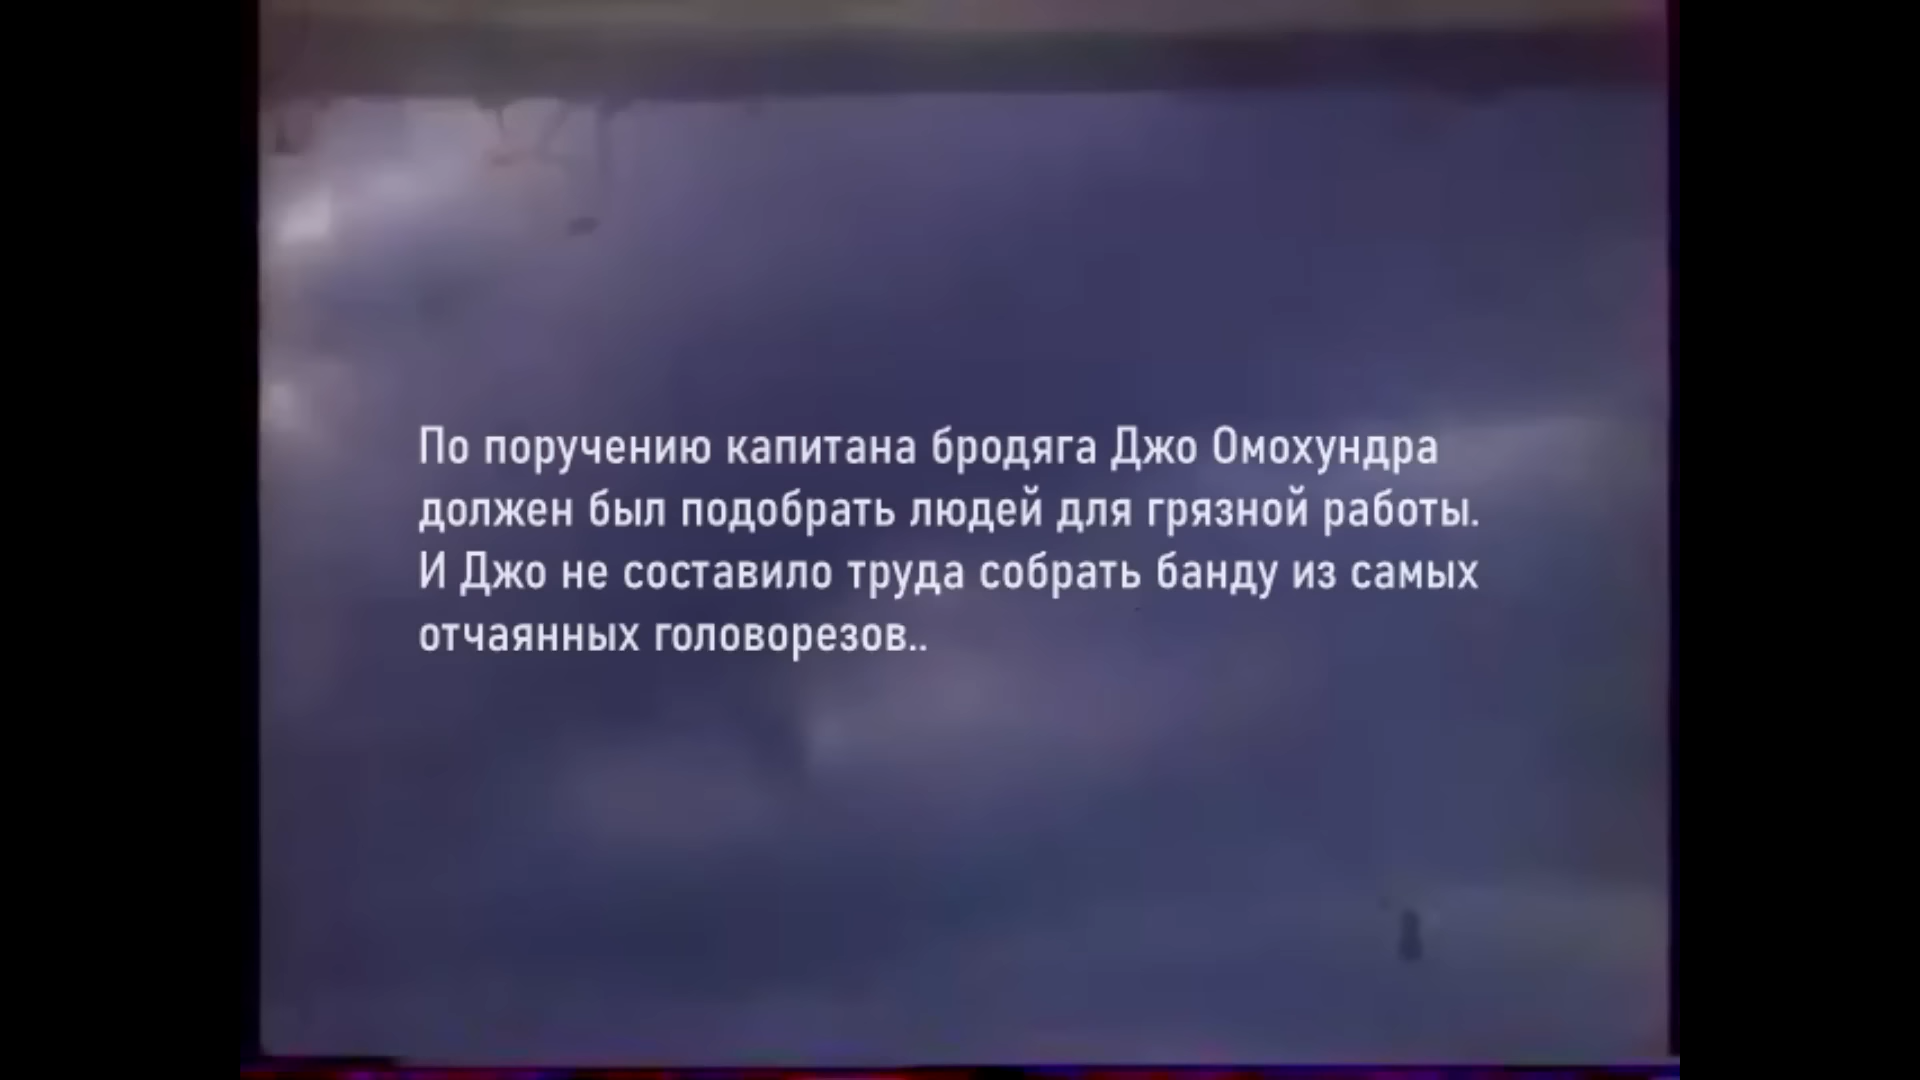 По поручению капитана бродяга Джо Омохундра
должен был подобрать людей для грязной работы.
И Джо не составило труда собрать банду из самых
отчаянных головорезов..